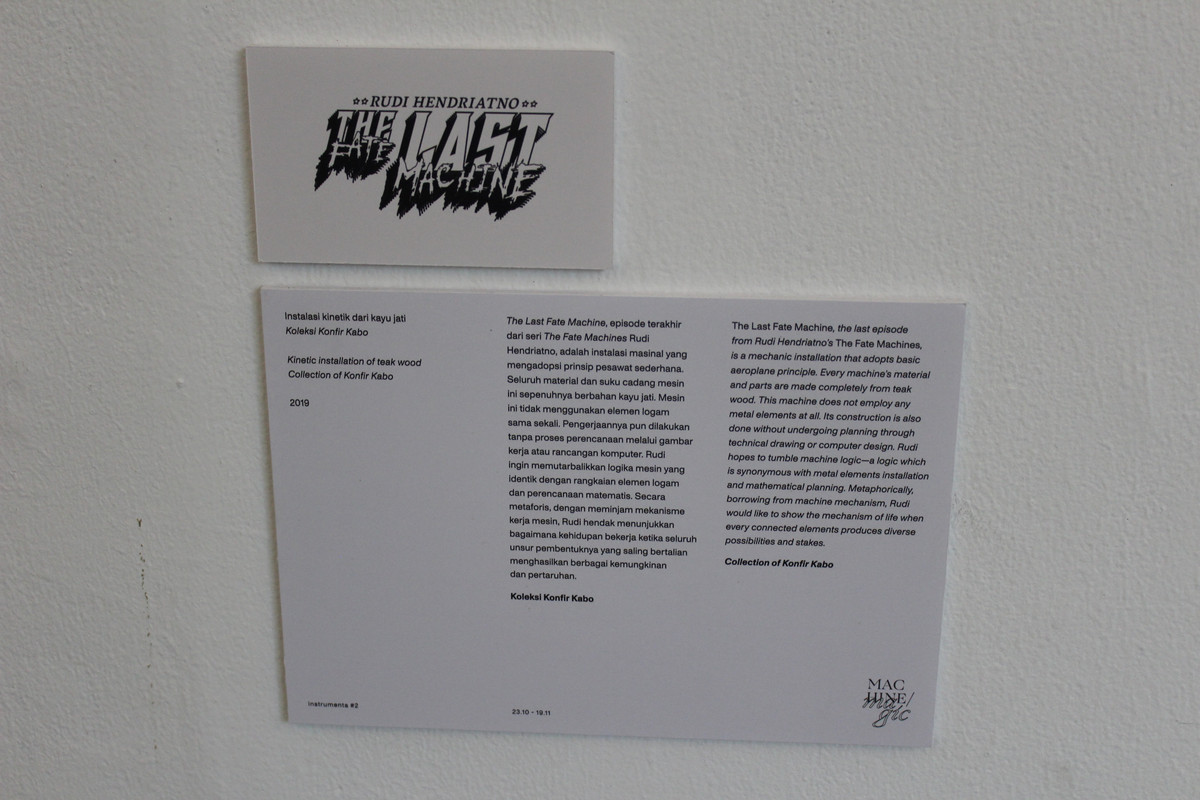 ☆☆ RUDI HENDRIATNO ☆☆
THE LAST
FATE MACHINE
Instalasi kinetik dari kayu jati
Koleksi Konfir Kabo
Kinetic installation of teak wood
Collection of Konfir Kabo
2019
The Last Fate Machine, episode terakhir
dari seri The Fate Machines Rudi
Hendriatno, adalah instalasi masinal yang
mengadopsi prinsip pesawat sederhana.
Seluruh material dan suku cadang mesin
ini sepenuhnya berbahan kayu jati. Mesin
ini tidak menggunakan elemen logam
sama sekali. Pengerjaannya pun dilakukan
tanpa proses perencanaan melalui gambar
kerja atau rancangan komputer. Rudi
ingin memutarbalikkan logika mesin yang
identik dengan rangkaian elemen logam
dan perencanaan matematis. Secara
metaforis, dengan meminjam mekanisme
kerja mesin, Rudi hendak menunjukkan
bagaimana kehidupan bekerja ketika seluruh
unsur pembentuknya yang saling bertalian
menghasilkan berbagai kemungkinan
dan pertaruhan.
Koleksi Konfir Kabo
The Last Fate Machine, the last episode
from Rudi Hendriatno's The Fate Machines,
is a mechanic installation that adopts basic
aeroplane principle. Every machine's material
and parts are made completely from teak
wood. This machine does not employ any
metal elements at all. Its construction is also
done without undergoing planning through
technical drawing or computer design. Rudi
hopes to tumble machine logic—a logic which
is synonymous with metal elements installation
and mathematical planning. Metaphorically,
borrowing from machine mechanism, Rudi
would like to show the mechanism of life when
every connected elements produces diverse
possibilities and stakes.
Collection of Konfir Kabo
Instrumenta #2
23.10 - 19.11
MAC
HINE/
ma
gic